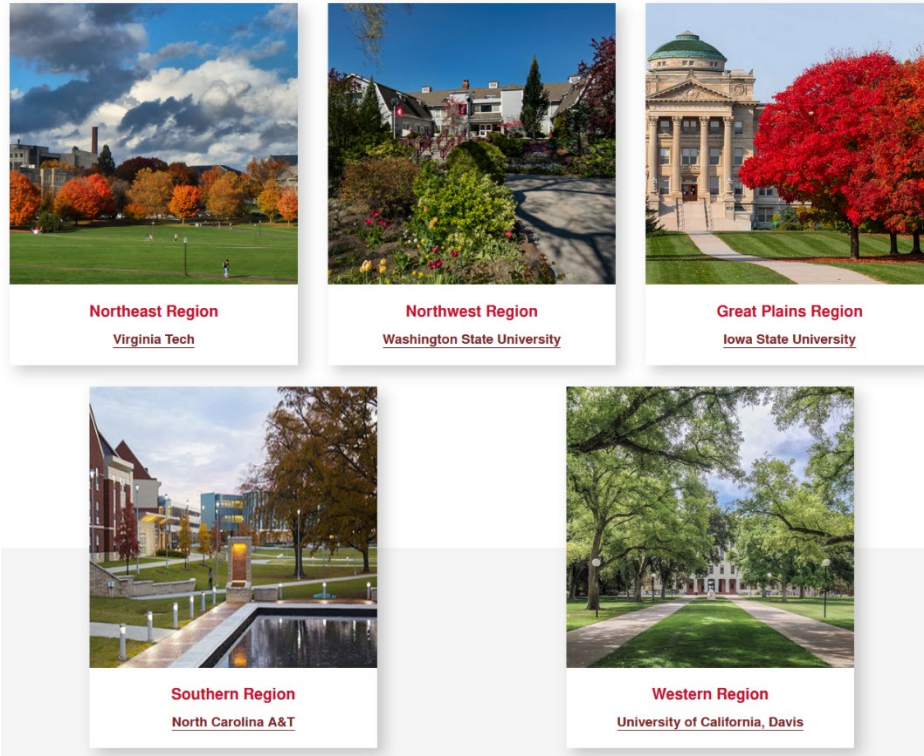 Northeast Region
Virginia Tech
Northwest Region
Washington State University
Great Plains Region
Iowa State University
Southern Region
North Carolina A&T
Western Region
University of California, Davis